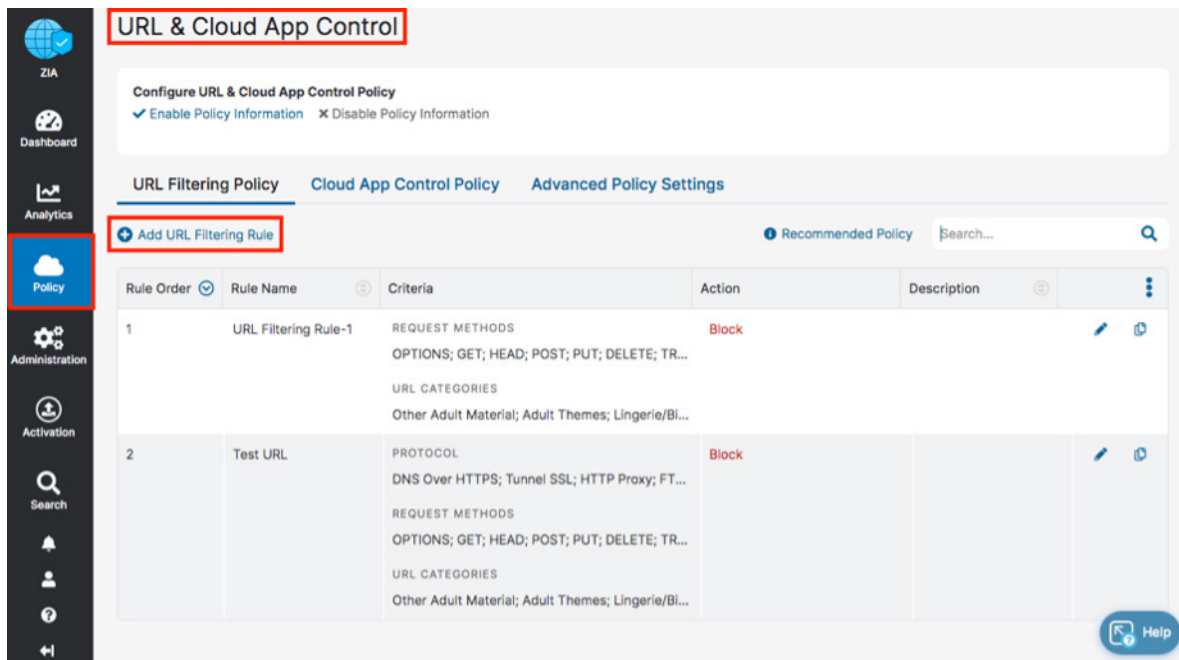 URL & Cloud App Control
ZIA
Configure URL & Cloud App Control Policy
Enable Policy Information Disable Policy Information
Dashboard
URL Filtering Policy Cloud App Control Policy Advanced Policy Settings
Analytics
Add URL Filtering Rule Recommended Policy Search...
Policy
Rule Order Rule Name Criteria Action Description
1 URL Filtering Rule-1 REQUEST METHODS Block
OPTIONS; GET; HEAD; POST; PUT; DELETE; TR...
Administration
URL CATEGORIES
Other Adult Material; Adult Themes; Lingerie/Bi...
Activation
2 Test URL PROTOCOL Block
DNS Over HTTPS; Tunnel SSL; HTTP Proxy; FT...
Search
REQUEST METHODS
OPTIONS; GET; HEAD; POST; PUT; DELETE; TR...
URL CATEGORIES
Other Adult Material; Adult Themes; Lingerie/Bi...
Help